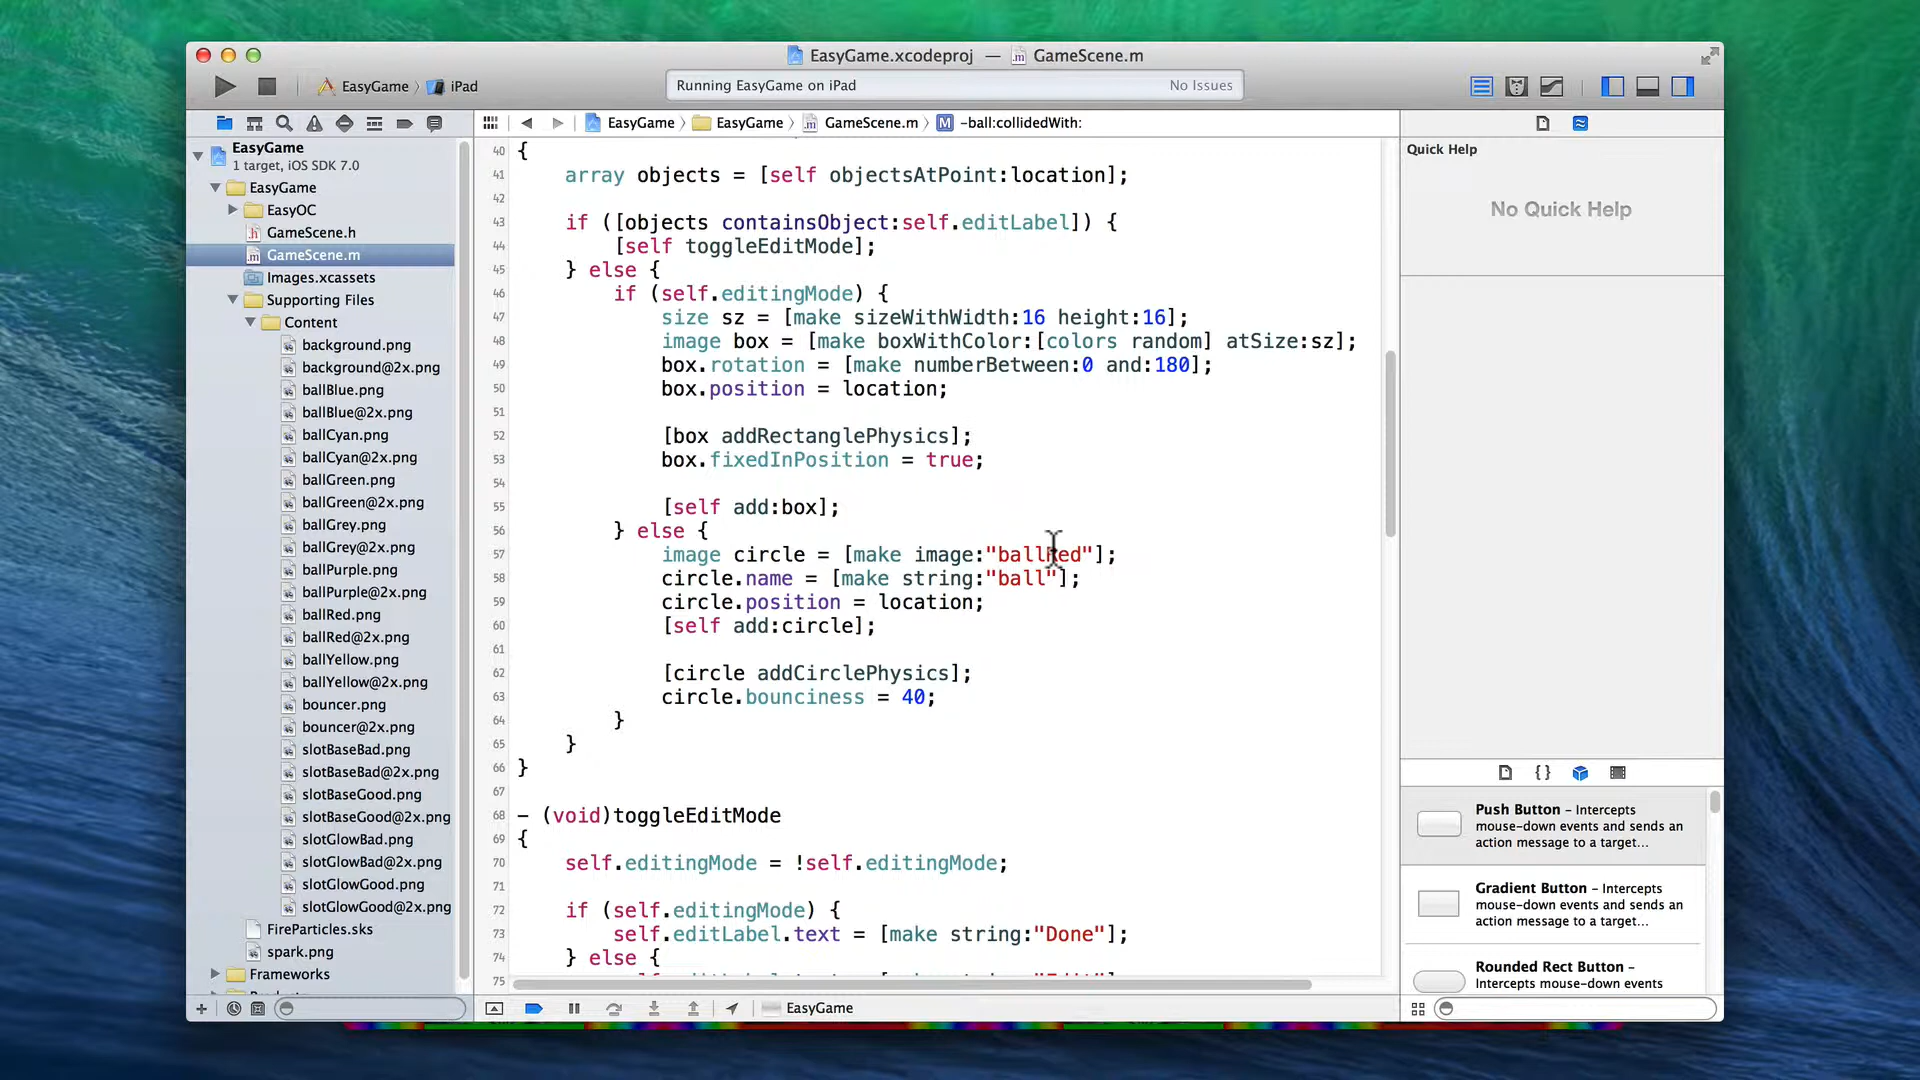 EasyGame.xcodeproj — GameScene.m
EasyGame iPad
Running EasyGame on iPad No Issues
EasyGame EasyGame GameScene.m M -ball:collidedWith:
EasyGame
1 target, iOS SDK 7.0
EasyGame
EasyOC
GameScene.h
GameScene.m
Images.xcassets
Supporting Files
Content
background.png
background@2x.png
ballBlue.png
ballBlue@2x.png
ballCyan.png
ballCyan@2x.png
ballGreen.png
ballGreen@2x.png
ballGrey.png
ballGrey@2x.png
ballPurple.png
ballPurple@2x.png
ballRed.png
ballRed@2x.png
ballYellow.png
ballYellow@2x.png
bouncer.png
bouncer@2x.png
slotBaseBad.png
slotBaseBad@2x.png
slotBaseGood.png
slotBaseGood@2x.png
slotGlowBad.png
slotGlowBad@2x.png
slotGlowGood.png
slotGlowGood@2x.png
FireParticles.sks
spark.png
Frameworks
40 {
41 array objects = [self objectsAtPoint:location];
42
43 if ([objects containsObject:self.editLabel]) {
44 [self toggleEditMode];
45 } else {
46 if (self.editingMode) {
47 size sz = [make sizeWithWidth:16 height:16];
48 image box = [make boxWithColor:[colors random] atSize:sz];
49 box.rotation = [make numberBetween:0 and:180];
50 box.position = location;
51
52 [box addRectanglePhysics];
53 box.fixedInPosition = true;
54
55 [self add:box];
56 } else {
57 image circle = [make image:"ballRed"];
58 circle.name = [make string:"ball"];
59 circle.position = location;
60 [self add:circle];
61
62 [circle addCirclePhysics];
63 circle.bounciness = 40;
64 }
65 }
66 }
67
68 - (void)toggleEditMode
69 {
70 self.editingMode = !self.editingMode;
71
72 if (self.editingMode) {
73 self.editLabel.text = [make string:"Done"];
74 } else {
75
EasyGame
Quick Help
No Quick Help
Push Button – Intercepts
mouse-down events and sends an
action message to a target...
Gradient Button – Intercepts
mouse-down events and sends an
action message to a target...
Rounded Rect Button –
Intercepts mouse-down events